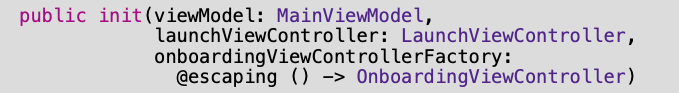 public init(viewModel: MainViewModel,
launchViewController: LaunchViewController,
onboardingViewControllerFactory:
@escaping () -> OnboardingViewController)